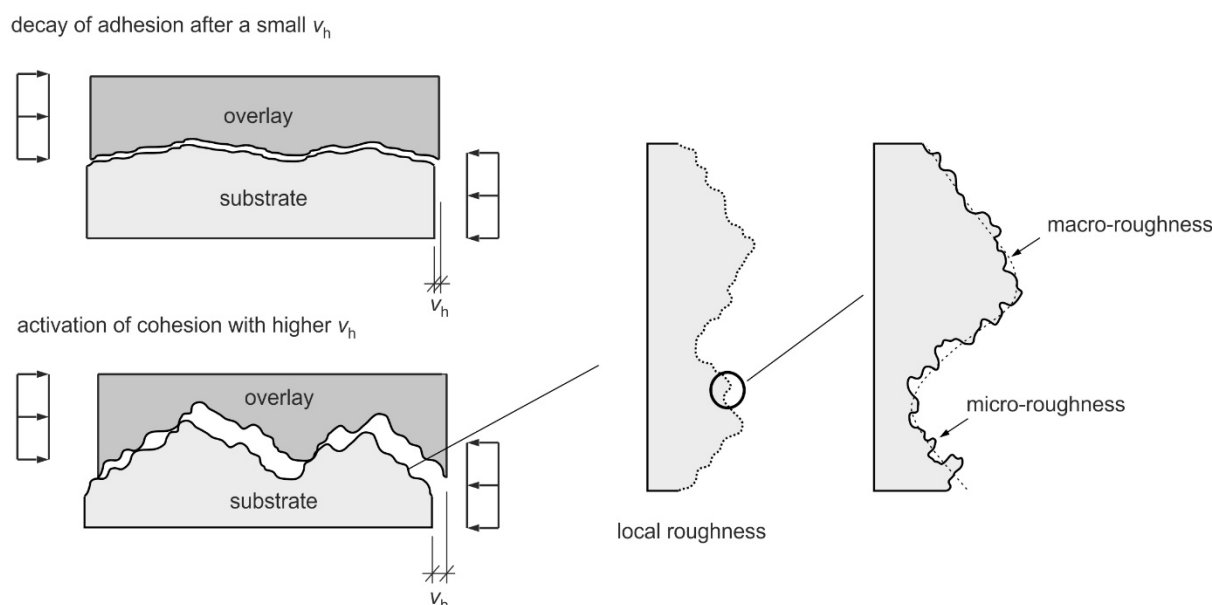 decay of adhesion after a small vh
overlay
substrate
vh
activation of cohesion with higher vh
overlay
substrate
vh
local roughness
macro-roughness
micro-roughness